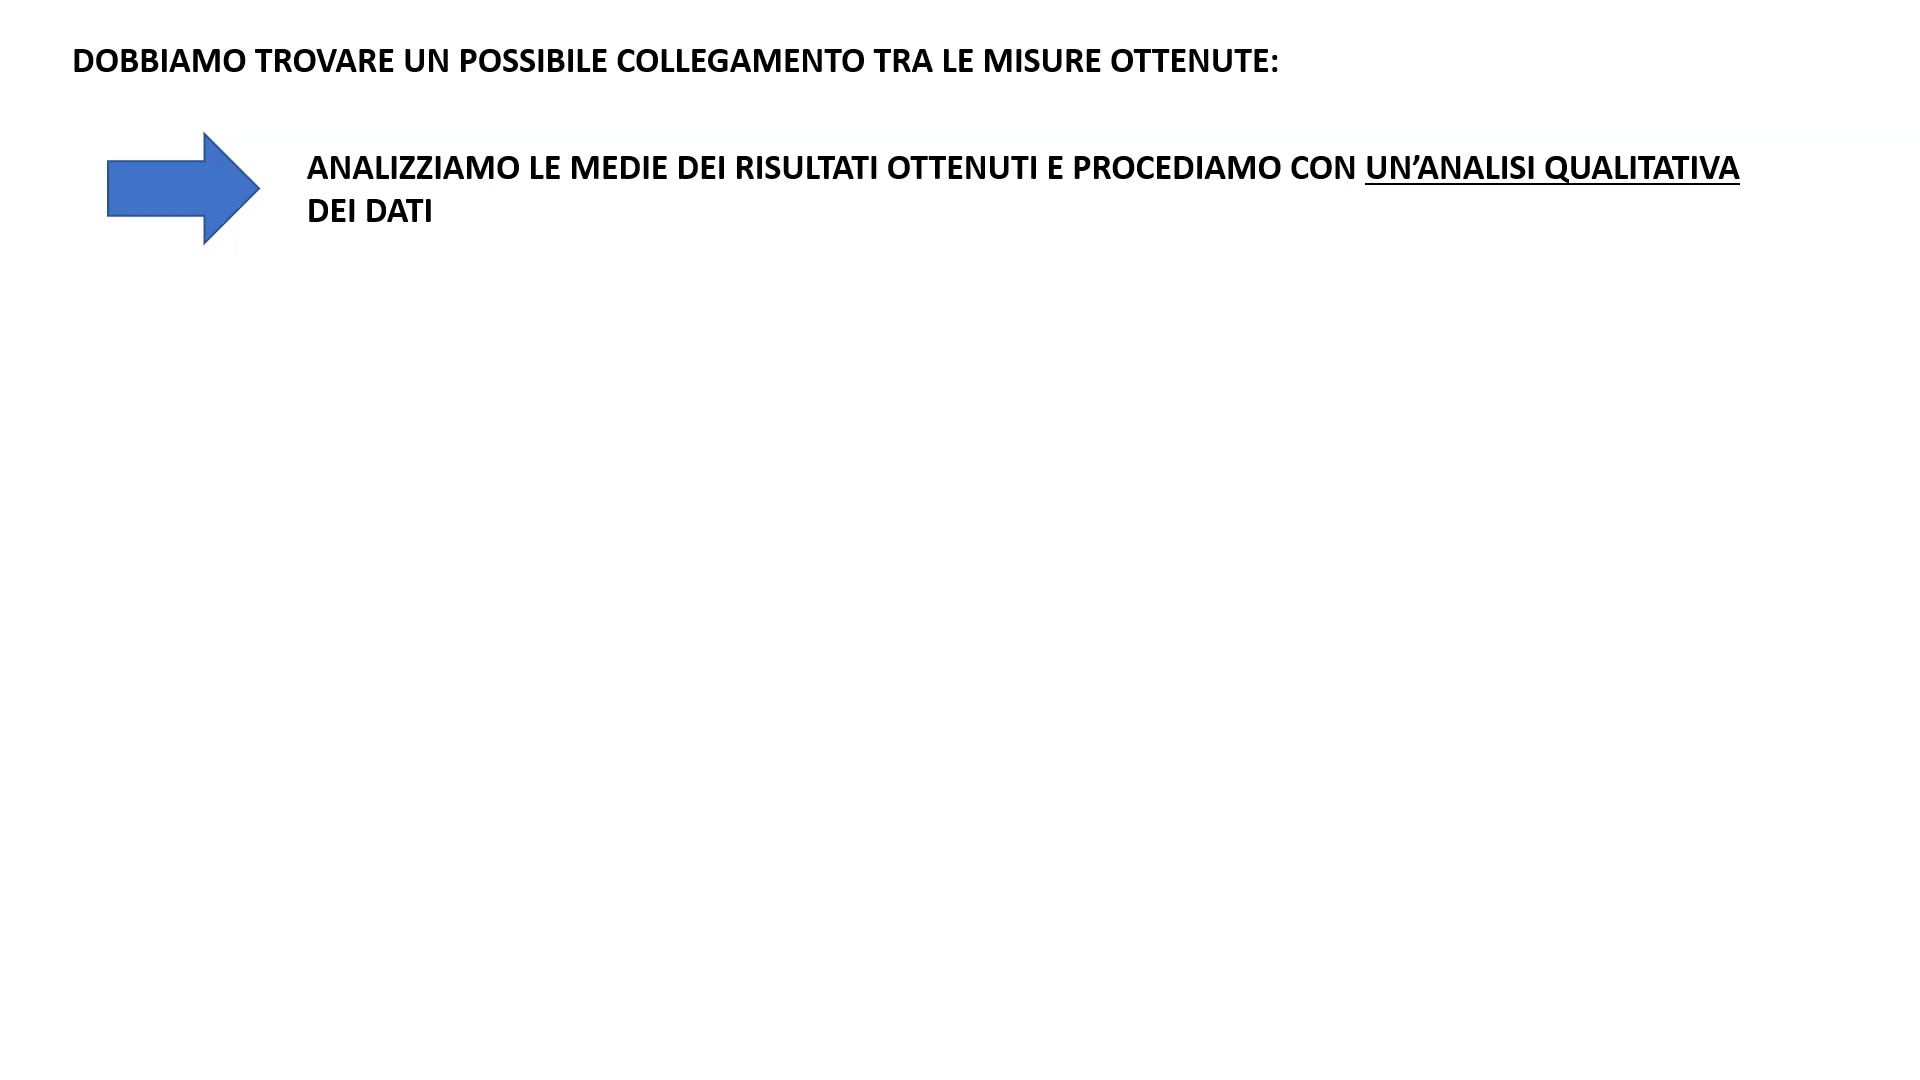 DOBBIAMO TROVARE UN POSSIBILE COLLEGAMENTO TRA LE MISURE OTTENUTE:
ANALIZZIAMO LE MEDIE DEI RISULTATI OTTENUTI E PROCEDIAMO CON UN’ANALISI QUALITATIVA
DEI DATI